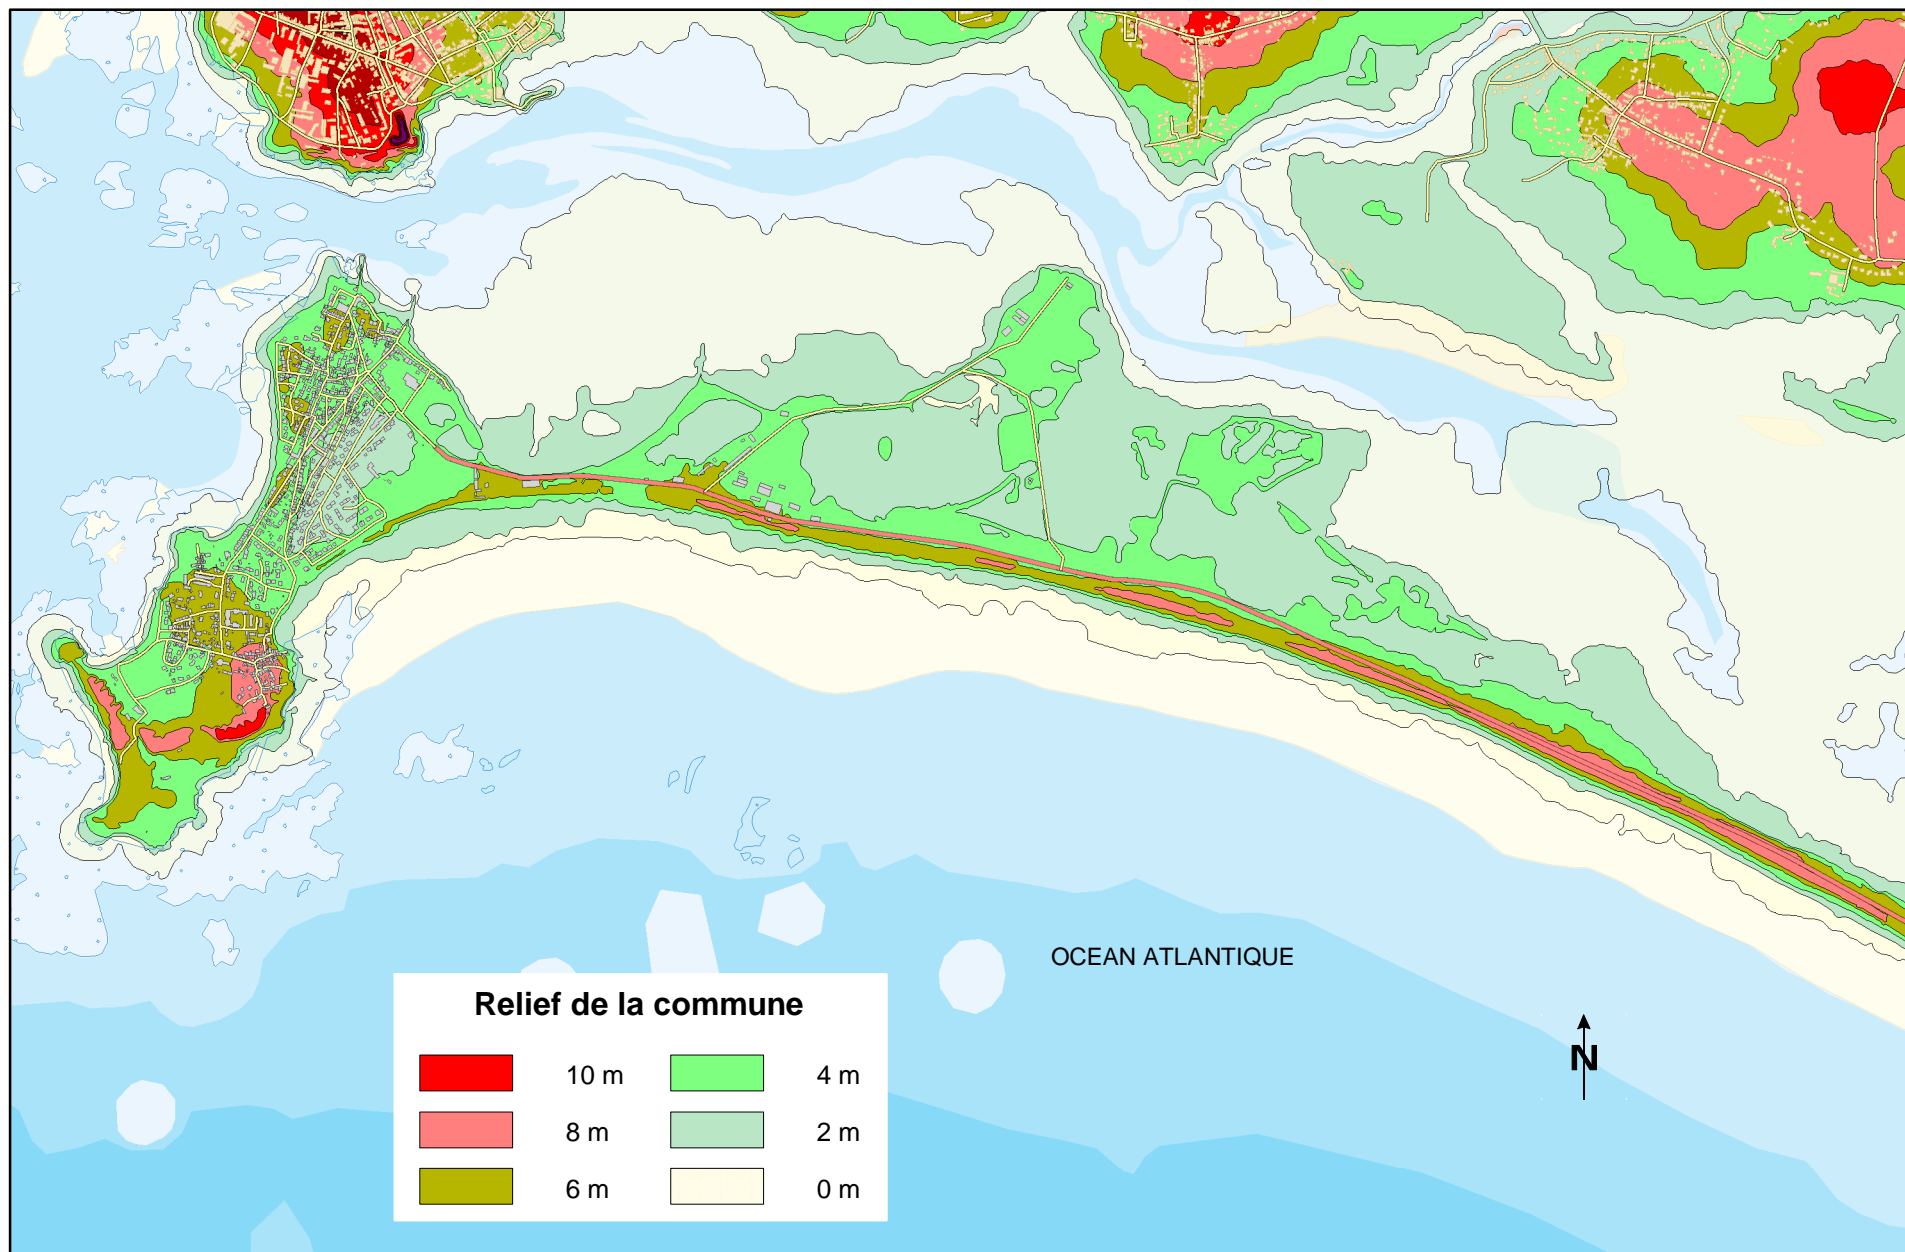 OCEAN ATLANTIQUE
Relief de la commune
10 m
4 m
8 m
2 m
6 m
0 m
N